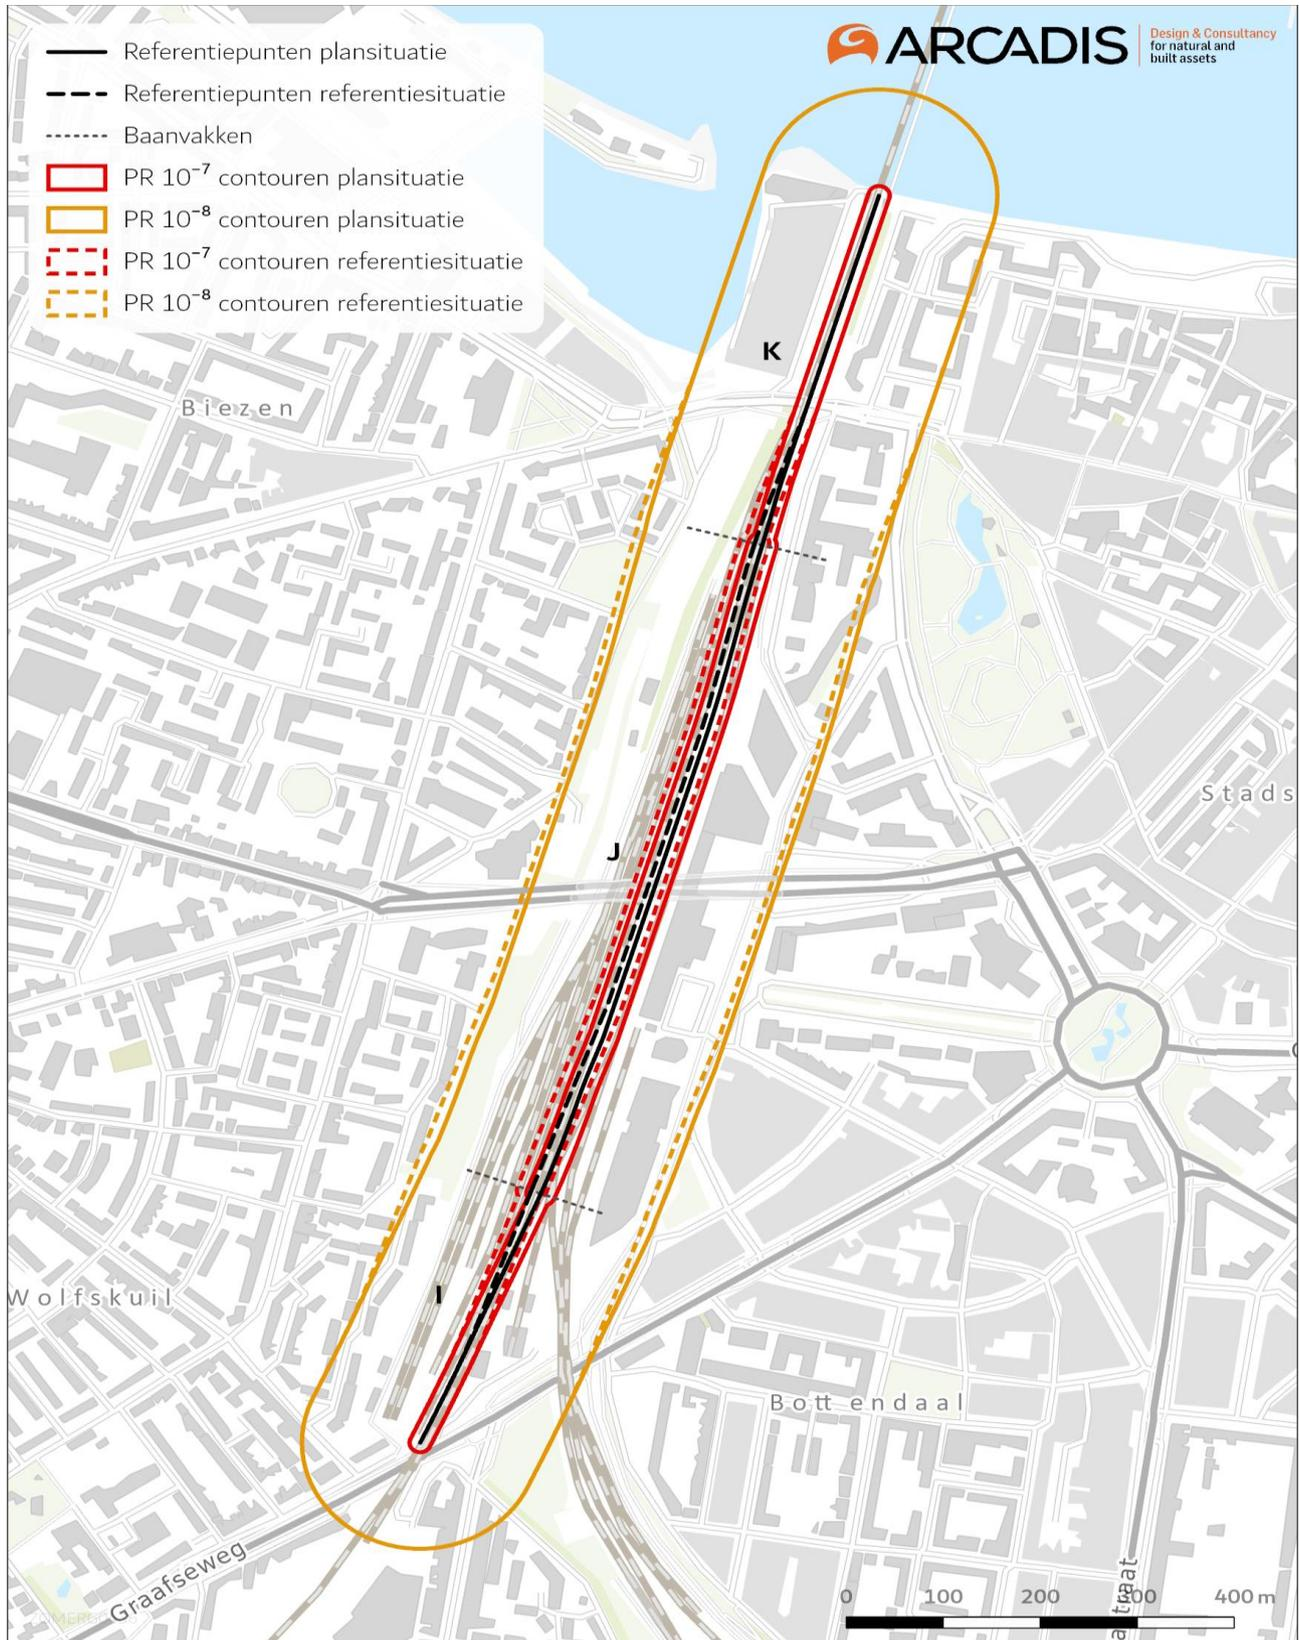 Referentiepunten plansituatie
Referentiepunten referentiesituatie
Baanvakken
PR 10⁻⁷ contouren plansituatie
PR 10⁻⁸ contouren plansituatie
PR 10⁻⁷ contouren referentiesituatie
PR 10⁻⁸ contouren referentiesituatie
ARCADIS
Design & Consultancy
for natural and
built assets
K
Biezen
Stads
J
Wolfskuil
I
Bottendaal
Graafseweg
0 100 200 300 400 m